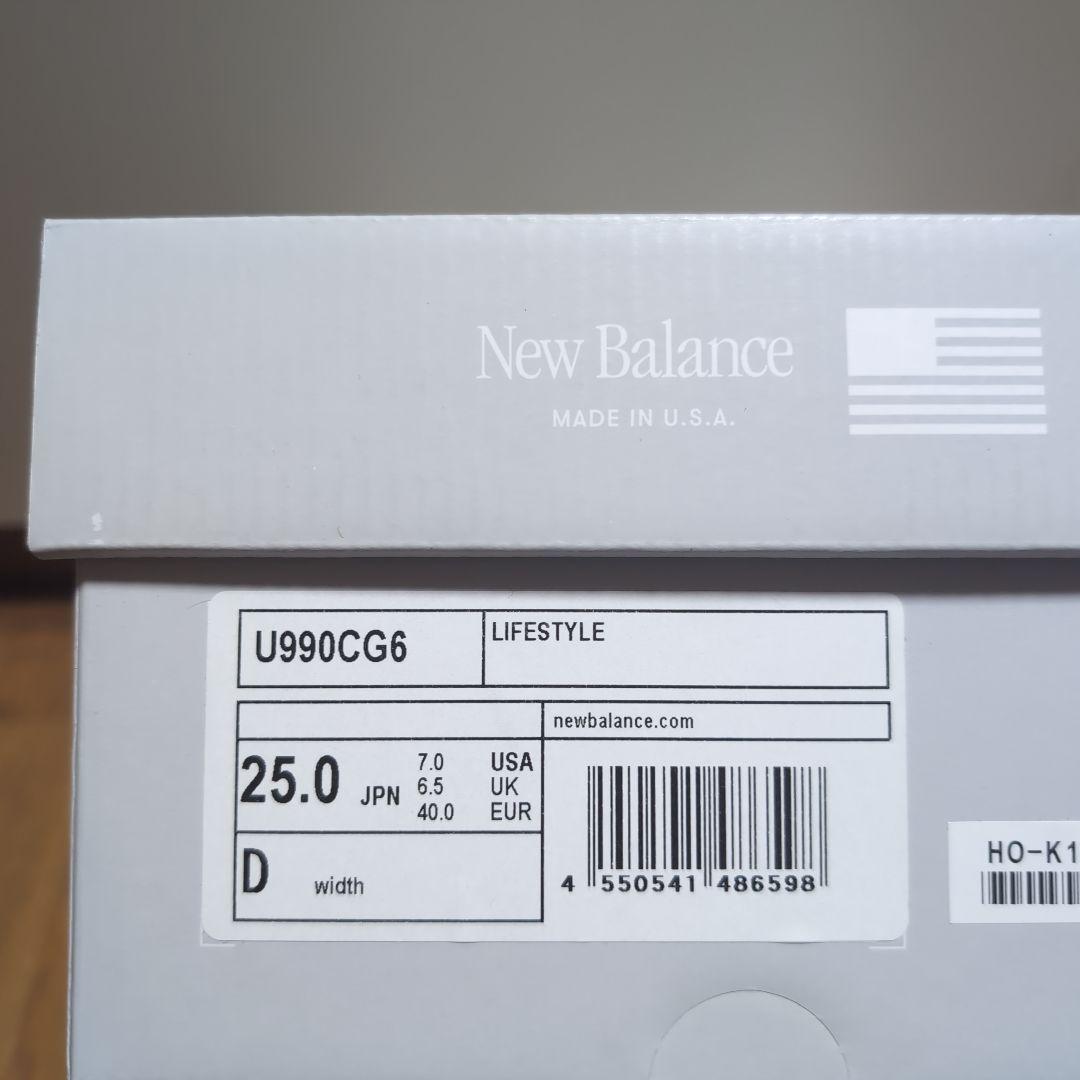 New Balance
MADE IN U.S.A.
U990CG6
LIFESTYLE
newbalance.com
25.0 JPN
7.0 USA
6.5 UK
40.0 EUR
D width
4 550541 486598
HO-K1